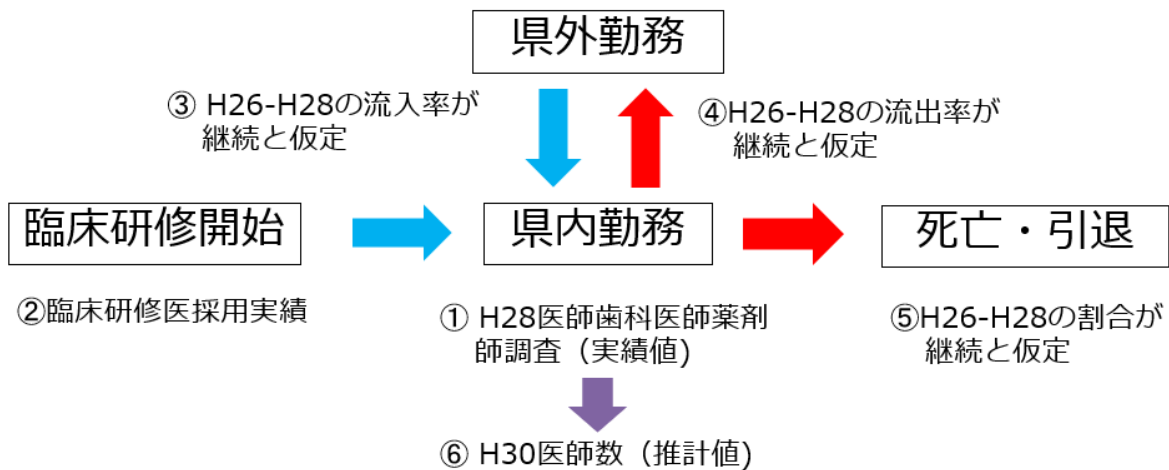 県外勤務
③ H26-H28の流入率が
継続と仮定
④H26-H28の流出率が
継続と仮定
臨床研修開始
県内勤務
死亡・引退
②臨床研修医採用実績
① H28医師歯科医師薬剤
師調査（実績値)
⑤H26-H28の割合が
継続と仮定
⑥ H30医師数（推計値)